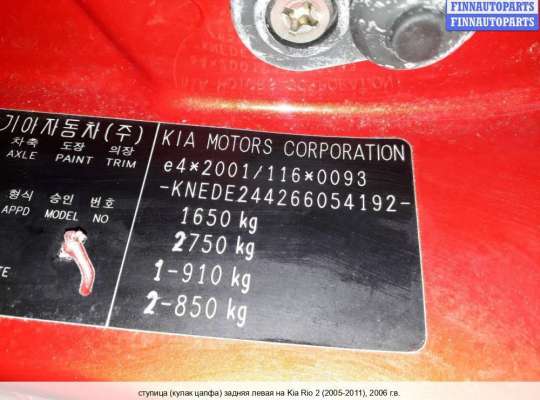 FINNAUTOPARTS
FINNAUTOPARTS
기아자동차(주)
차축 도장 의장
AXLE PAINT TRIM
형식 승인 번호
APPD MODEL NO
KIA MOTORS CORPORATION
e4*2001/116*0093
-KNEDE244266054192-
1650 kg
2750 kg
1-910 kg
2-850 kg
ступица (кулак цапфа) задняя левая на Kia Rio 2 (2005-2011), 2006 г.в.